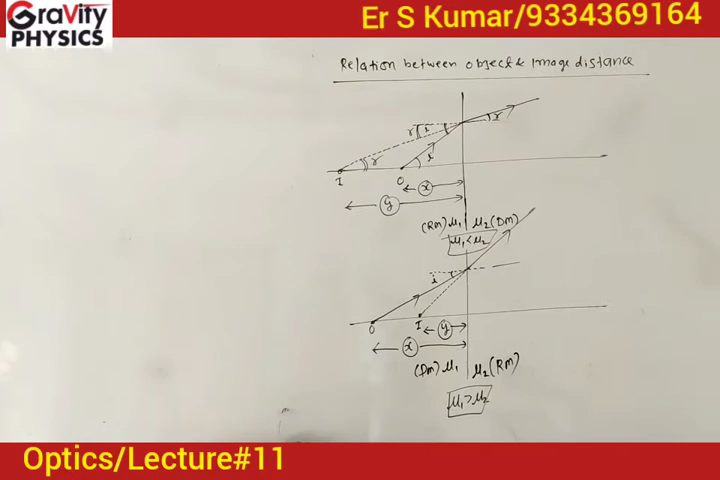 GRaVity
PHYSICS
Er S Kumar/9334369164
Relation between object & Image distance
r i r
r i
I O
x
y
(RM) μ1 μ2 (DM)
μ1 < μ2
i
O I
y
x
(DM) μ1 μ2 (RM)
μ1 > μ2
Optics/Lecture#11